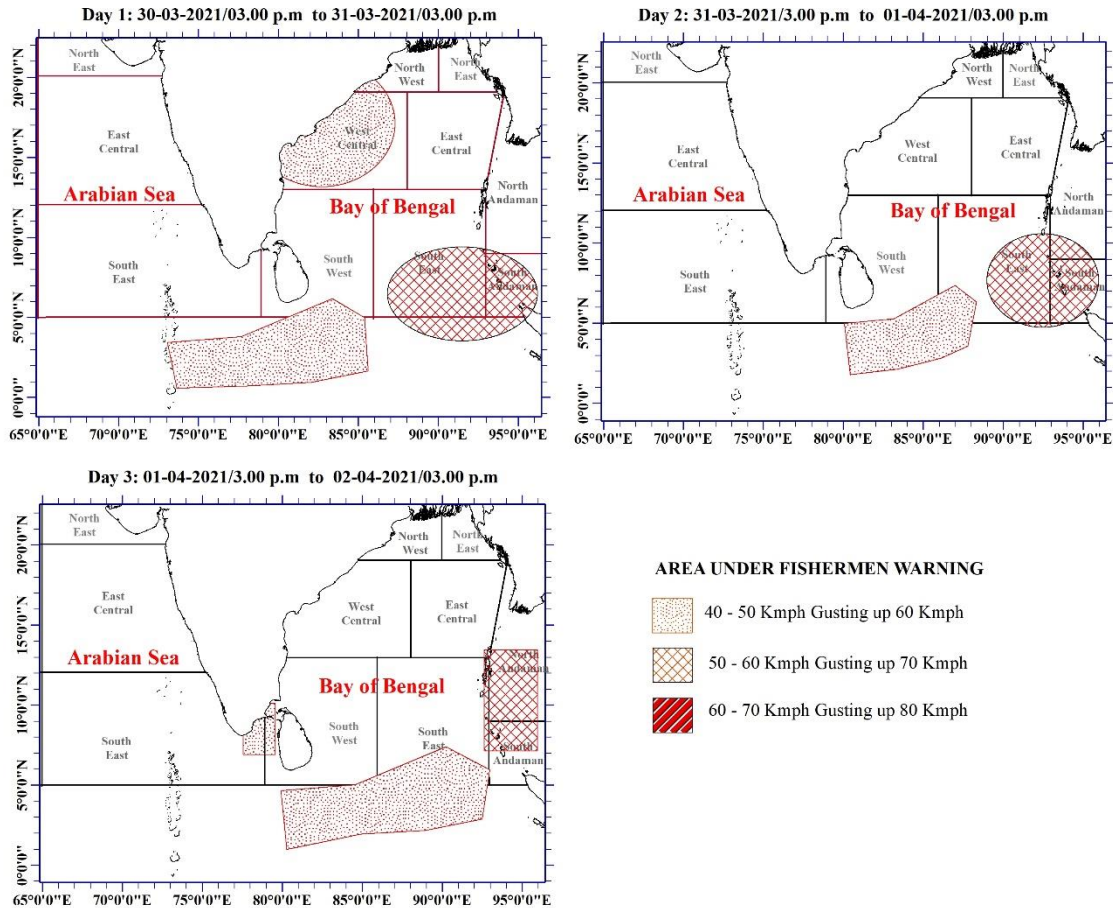 Day 1: 30-03-2021/03.00 p.m to 31-03-2021/03.00 p.m
North
East
North
West
North
East
East
Central
West
Central
East
Central
Arabian Sea
Bay of Bengal
North
Andaman
South
East
South
West
South
East
South
Andaman
20°0'0"N
15°0'0"N
10°0'0"N
5°0'0"N
0°0'0"
65°0'0"E 70°0'0"E 75°0'0"E 80°0'0"E 85°0'0"E 90°0'0"E 95°0'0"E
Day 2: 31-03-2021/3.00 p.m to 01-04-2021/03.00 p.m
North
East
North
West
North
East
East
Central
West
Central
East
Central
Arabian Sea
Bay of Bengal
North
Andaman
South
East
South
West
South
East
South
Andaman
20°0'0"N
15°0'0"N
10°0'0"N
5°0'0"N
0°0'0"
65°0'0"E 70°0'0"E 75°0'0"E 80°0'0"E 85°0'0"E 90°0'0"E 95°0'0"E
Day 3: 01-04-2021/3.00 p.m to 02-04-2021/03.00 p.m
North
East
North
West
North
East
East
Central
West
Central
East
Central
Arabian Sea
Bay of Bengal
North
Andaman
South
East
South
West
South
East
South
Andaman
20°0'0"N
15°0'0"N
10°0'0"N
5°0'0"N
0°0'0"
65°0'0"E 70°0'0"E 75°0'0"E 80°0'0"E 85°0'0"E 90°0'0"E 95°0'0"E
AREA UNDER FISHERMEN WARNING
40 - 50 Kmph Gusting up 60 Kmph
50 - 60 Kmph Gusting up 70 Kmph
60 - 70 Kmph Gusting up 80 Kmph